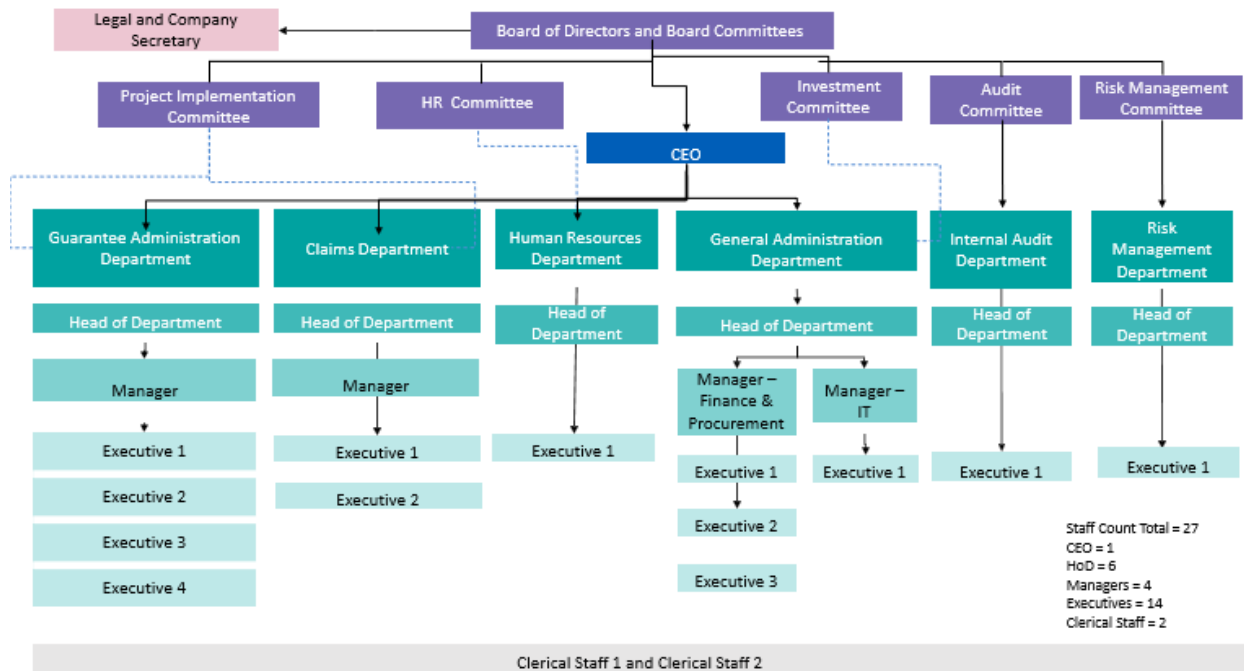 Legal and Company
Secretary
Board of Directors and Board Committees
Project Implementation
Committee
HR Committee
Investment
Committee
Audit
Committee
Risk Management
Committee
CEO
Guarantee Administration
Department
Claims Department
Human Resources
Department
General Administration
Department
Internal Audit
Department
Risk
Management
Department
Head of Department
Head of Department
Head of
Department
Head of Department
Head of
Department
Head of
Department
Manager
Manager
Manager –
Finance &
Procurement
Manager –
IT
Executive 1
Executive 2
Executive 3
Executive 4
Executive 1
Executive 2
Executive 1
Executive 1
Executive 2
Executive 3
Executive 1
Executive 1
Executive 1
Staff Count Total = 27
CEO = 1
HoD = 6
Managers = 4
Executives = 14
Clerical Staff = 2
Clerical Staff 1 and Clerical Staff 2